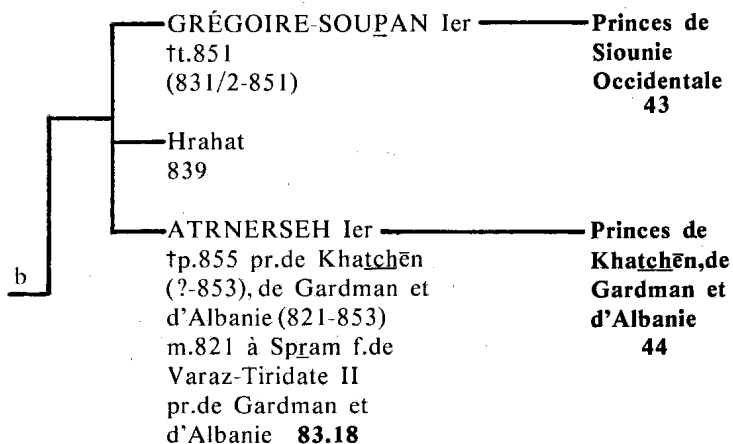 GRÉGOIRE-SOUPAN Ier
†t.851
(831/2-851)
Princes de
Siounie
Occidentale
43
Hrahat
839
b
ATRNERSEH Ier
†p.855 pr.de Khatchēn
(?-853), de Gardman et
d'Albanie (821-853)
m.821 à Spram f.de
Varaz-Tiridate II
pr.de Gardman et
d'Albanie 83.18
Princes de
Khatchēn,de
Gardman et
d'Albanie
44